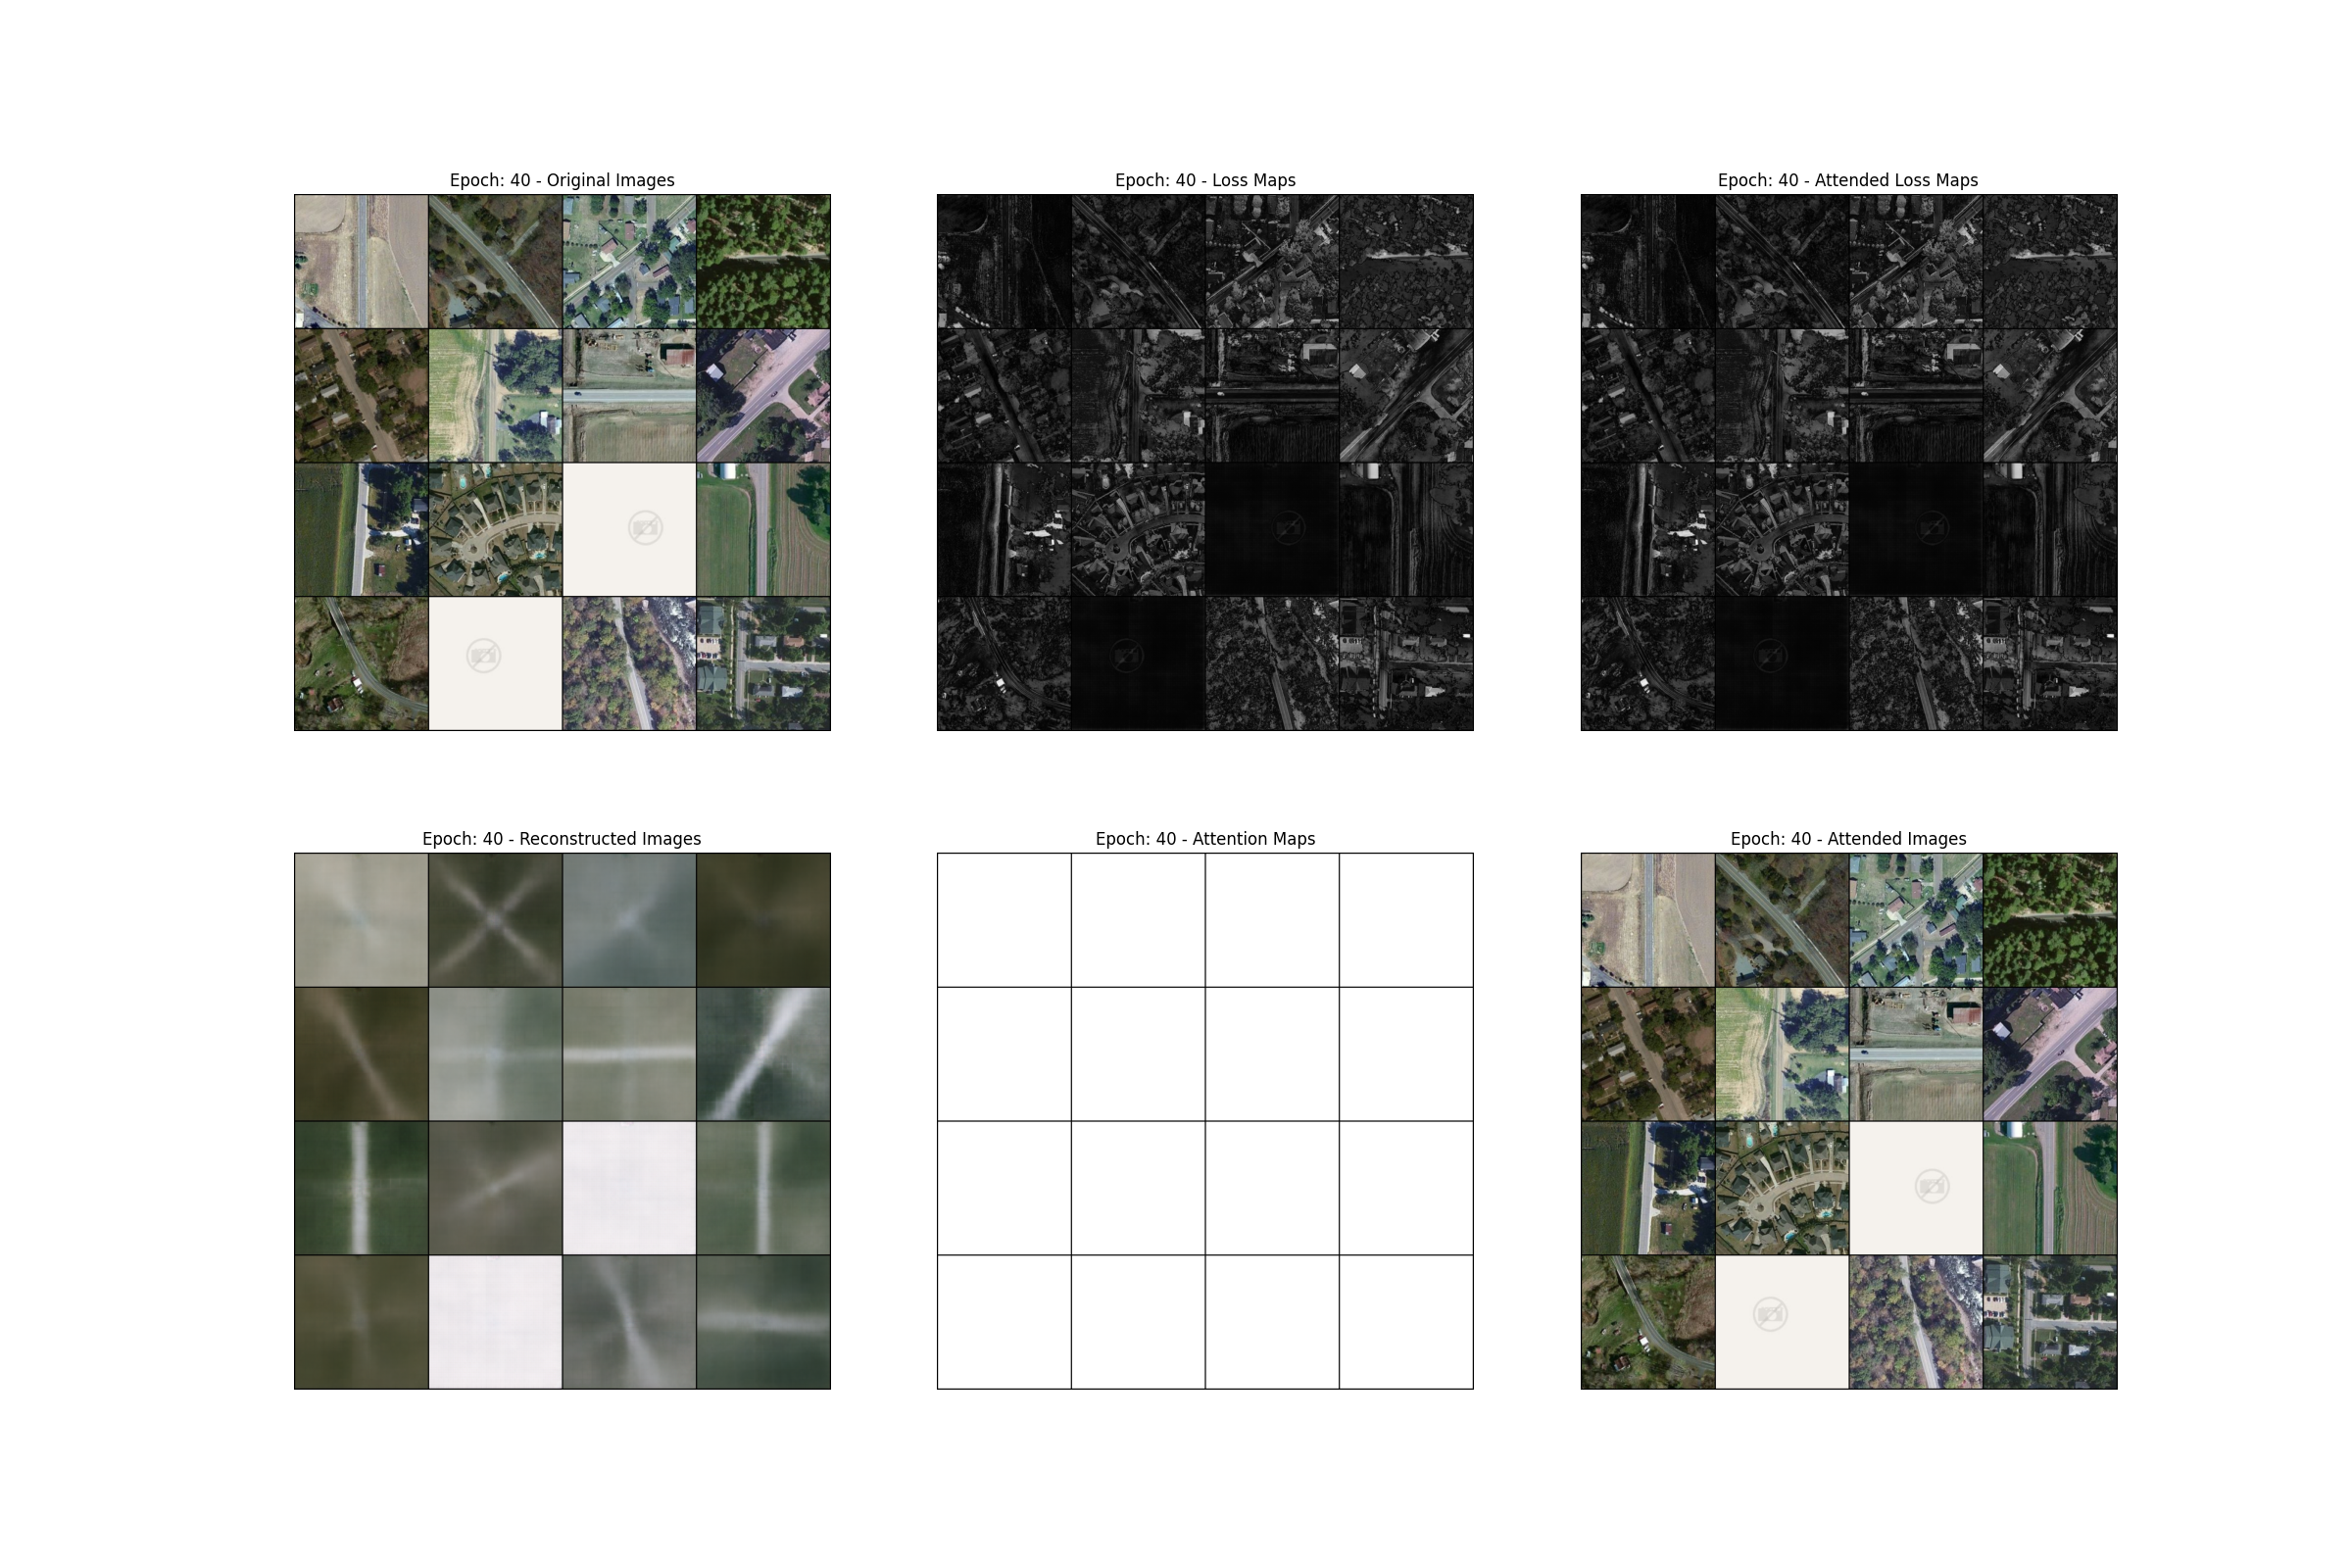 Epoch: 40 - Original Images
Epoch: 40 - Loss Maps
Epoch: 40 - Attended Loss Maps
Epoch: 40 - Reconstructed Images
Epoch: 40 - Attention Maps
Epoch: 40 - Attended Images